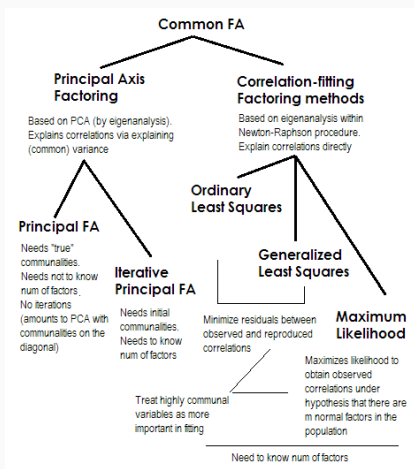 Common FA
Principal Axis
Factoring
Based on PCA (by eigenanalysis).
Explains correlations via explaining
(common) variance
Correlation-fitting
Factoring methods
Based on eigenanalysis within
Newton-Raphson procedure.
Explain correlations directly
Ordinary
Least Squares
Principal FA
Needs "true"
communalities.
Needs not to know
num of factors
No iterations
(amounts to PCA with
communalities on the
diagonal)
Iterative
Principal FA
Needs initial
communalities.
Needs to know
num of factors
Generalized
Least Squares
Minimize residuals between
observed and reproduced
correlations
Maximum
Likelihood
Maximizes likelihood to
obtain observed
correlations under
hypothesis that there are
m normal factors in the
population
Treat highly communal
variables as more
important in fitting
Need to know num of factors